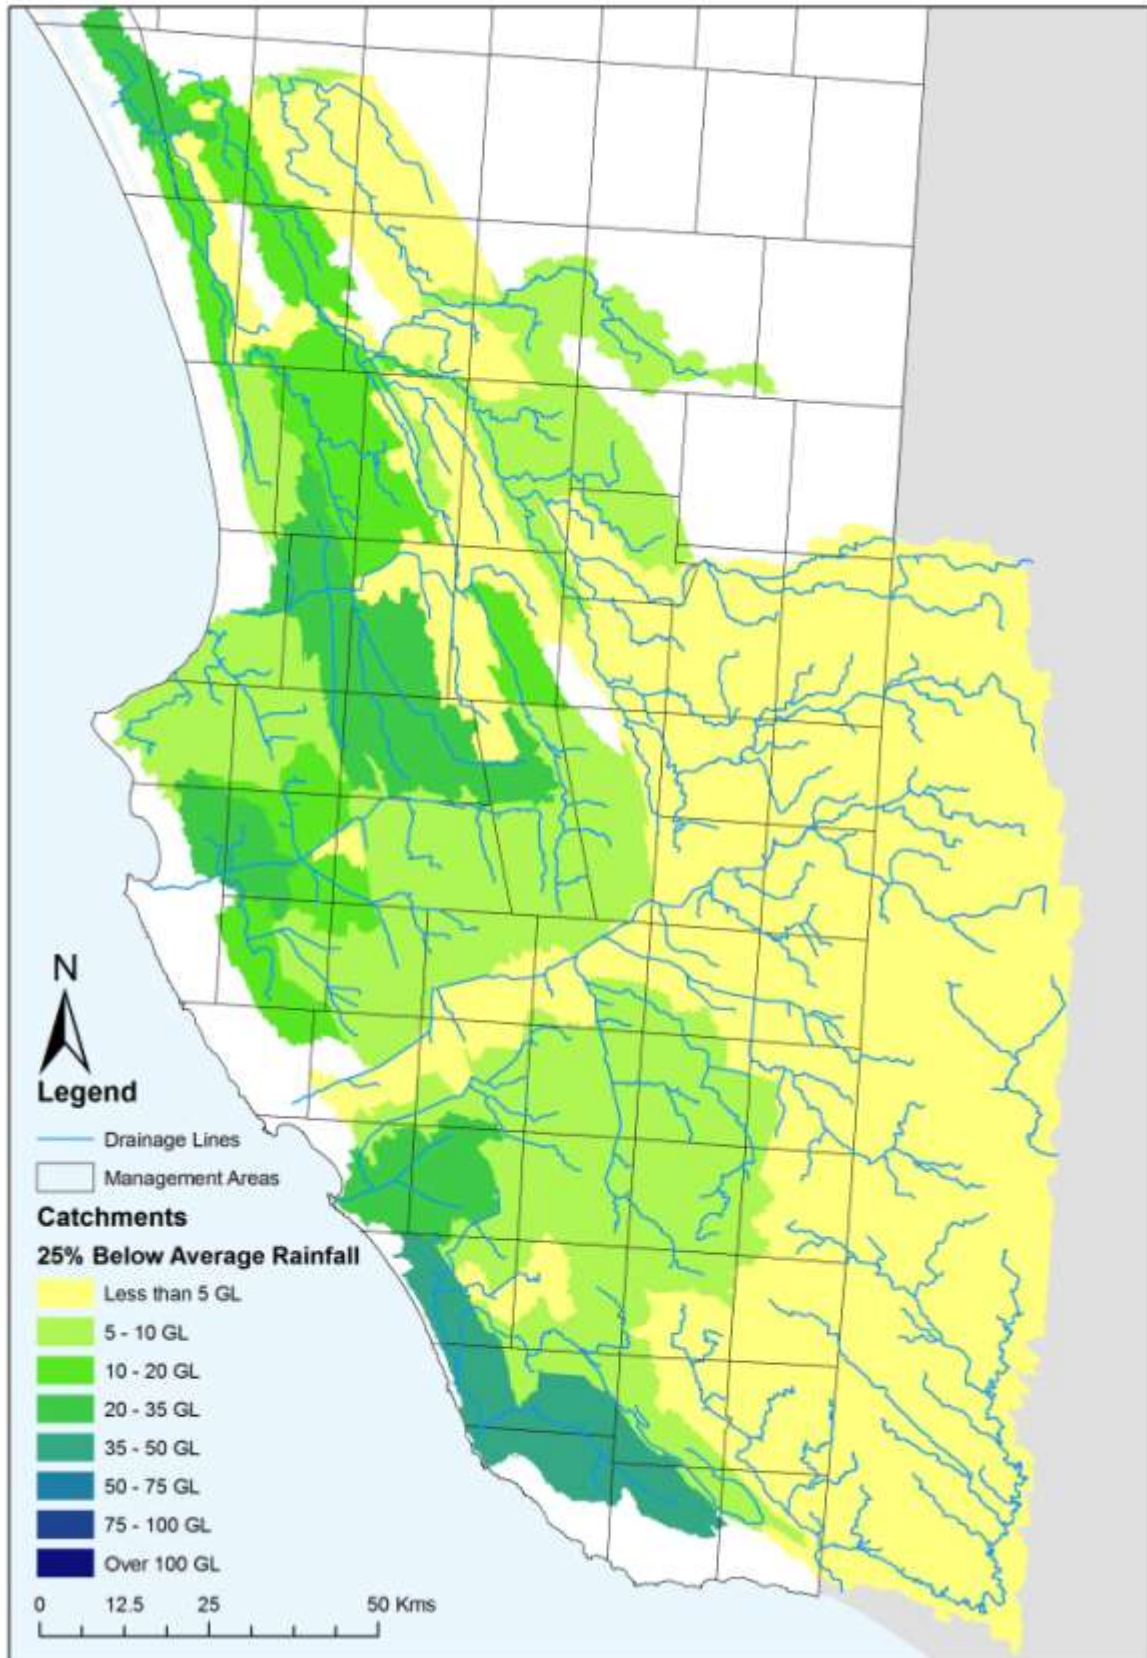 N
Legend
Drainage Lines
Management Areas
Catchments
25% Below Average Rainfall
Less than 5 GL
5 - 10 GL
10 - 20 GL
20 - 35 GL
35 - 50 GL
50 - 75 GL
75 - 100 GL
Over 100 GL
0 12.5 25 50 Kms